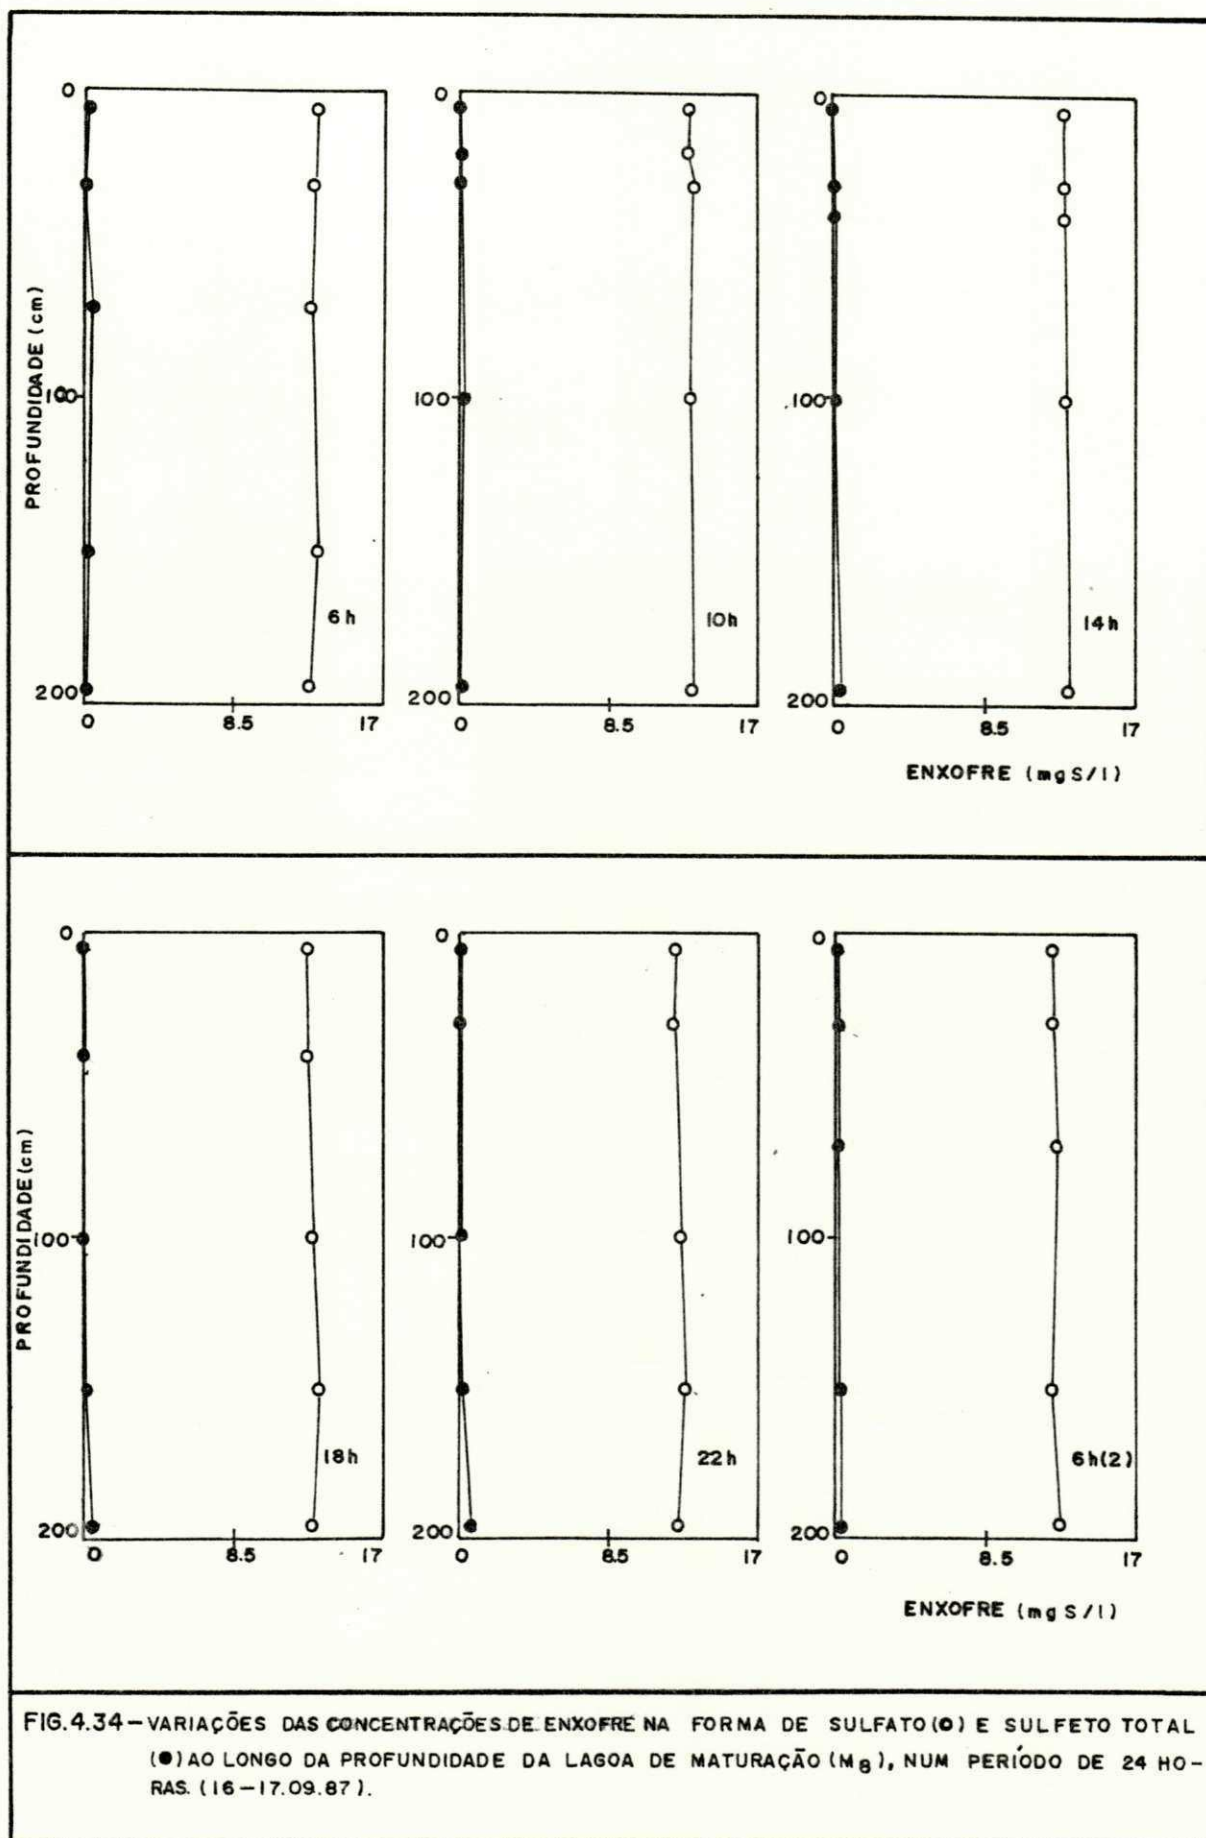 0
0
0
PROFUNDIDADE (cm)
100
100
100
6h
10h
14h
200
200
200
0 8.5 17
0 8.5 17
0 8.5 17
ENXOFRE (mgS/l)
0
0
0
PROFUNDIDADE (cm)
100
100
100
18h
22h
6h(2)
200
200
200
0 8.5 17
0 8.5 17
0 8.5 17
ENXOFRE (mgS/l)
FIG.4.34-VARIAÇÕES DAS CONCENTRAÇÕES DE ENXOFRE NA FORMA DE SULFATO(O) E SULFETO TOTAL
(●) AO LONGO DA PROFUNDIDADE DA LAGOA DE MATURAÇÃO (M8), NUM PERÍODO DE 24 HO-
RAS. (16-17.09.87).